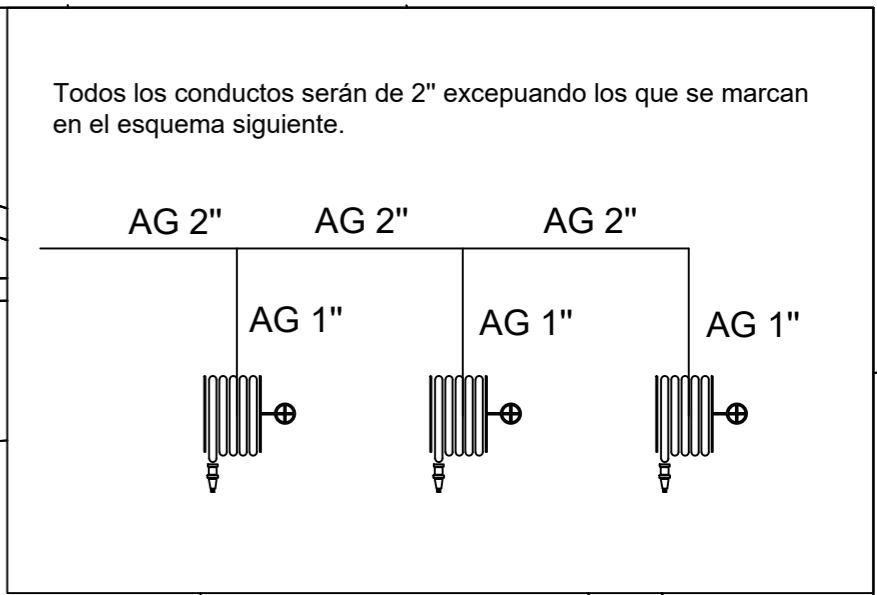 Todos los conductos serán de 2" excepuando los que se marcan
en el esquema siguiente.
AG 2" AG 2" AG 2"
AG 1" AG 1" AG 1"